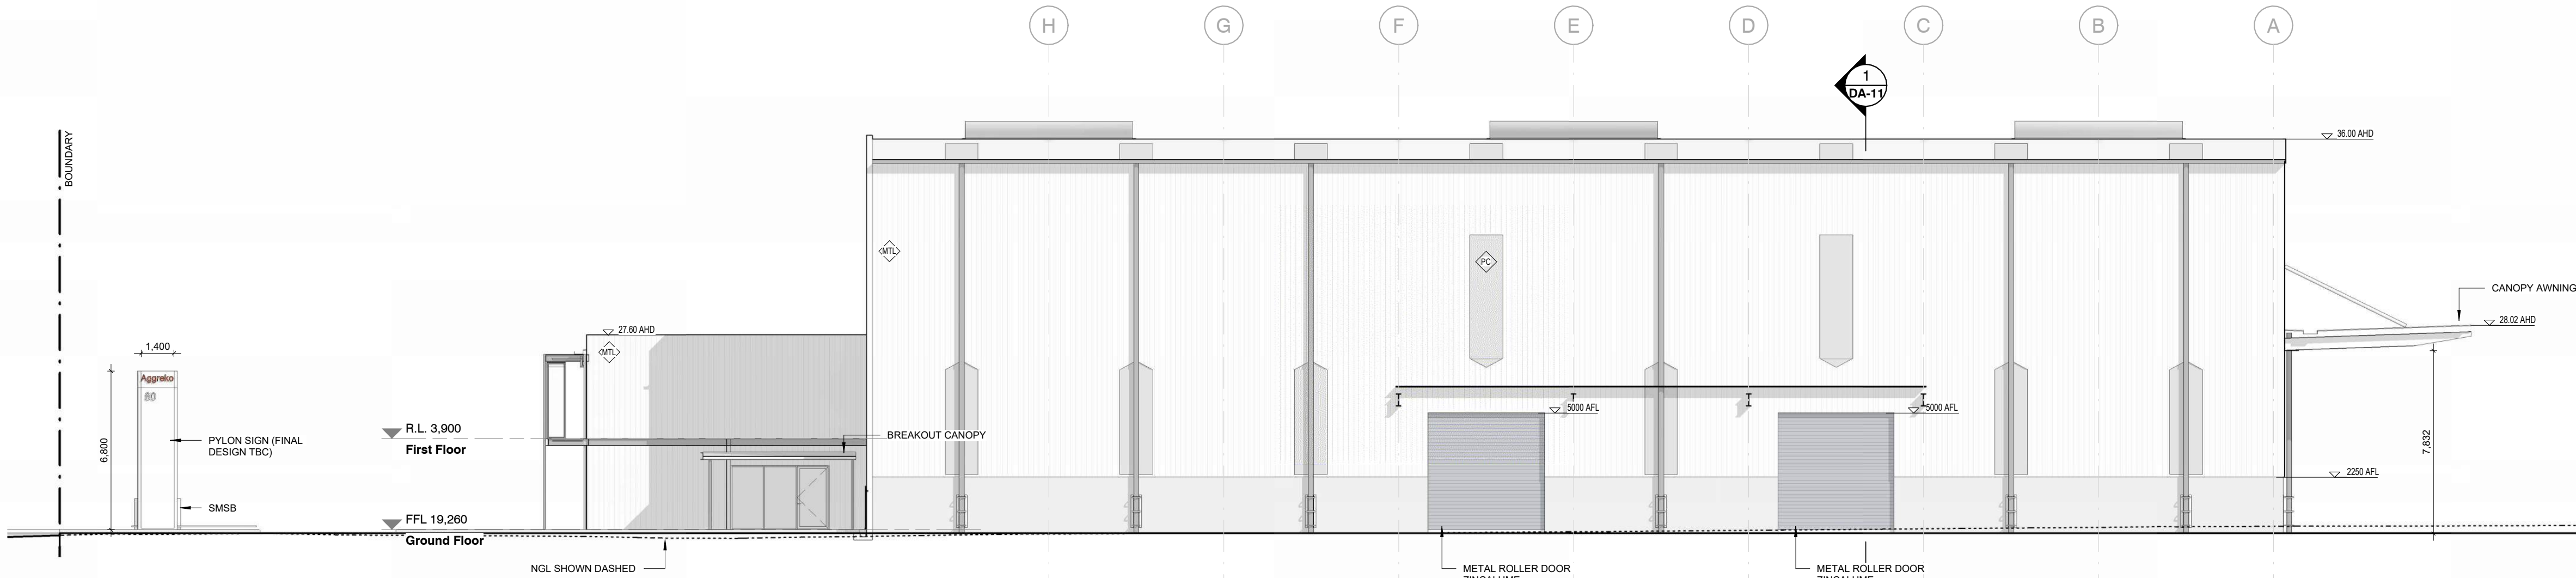 H
G
F
E
D
C
B
A
1
DA-11
BOUNDARY
36.00 AHD
MTL
PC
CANOPY AWNING
28.02 AHD
27.60 AHD
MTL
1,400
Aggreko
80
6,800
PYLON SIGN (FINAL
DESIGN TBC)
SMSB
R.L. 3,900
First Floor
BREAKOUT CANOPY
5000 AFL
5000 AFL
7,832
2250 AFL
FFL 19,260
Ground Floor
NGL SHOWN DASHED
METAL ROLLER DOOR
METAL ROLLER DOOR